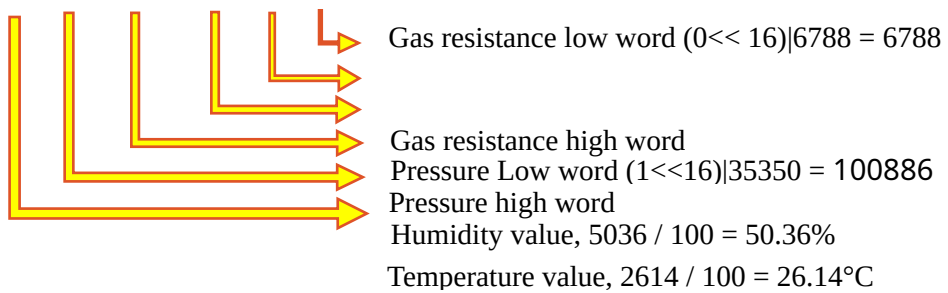 Gas resistance low word (0<< 16)|6788 = 6788
Gas resistance high word
Pressure Low word (1<<16)|35350 = 100886
Pressure high word
Humidity value, 5036 / 100 = 50.36%
Temperature value, 2614 / 100 = 26.14°C